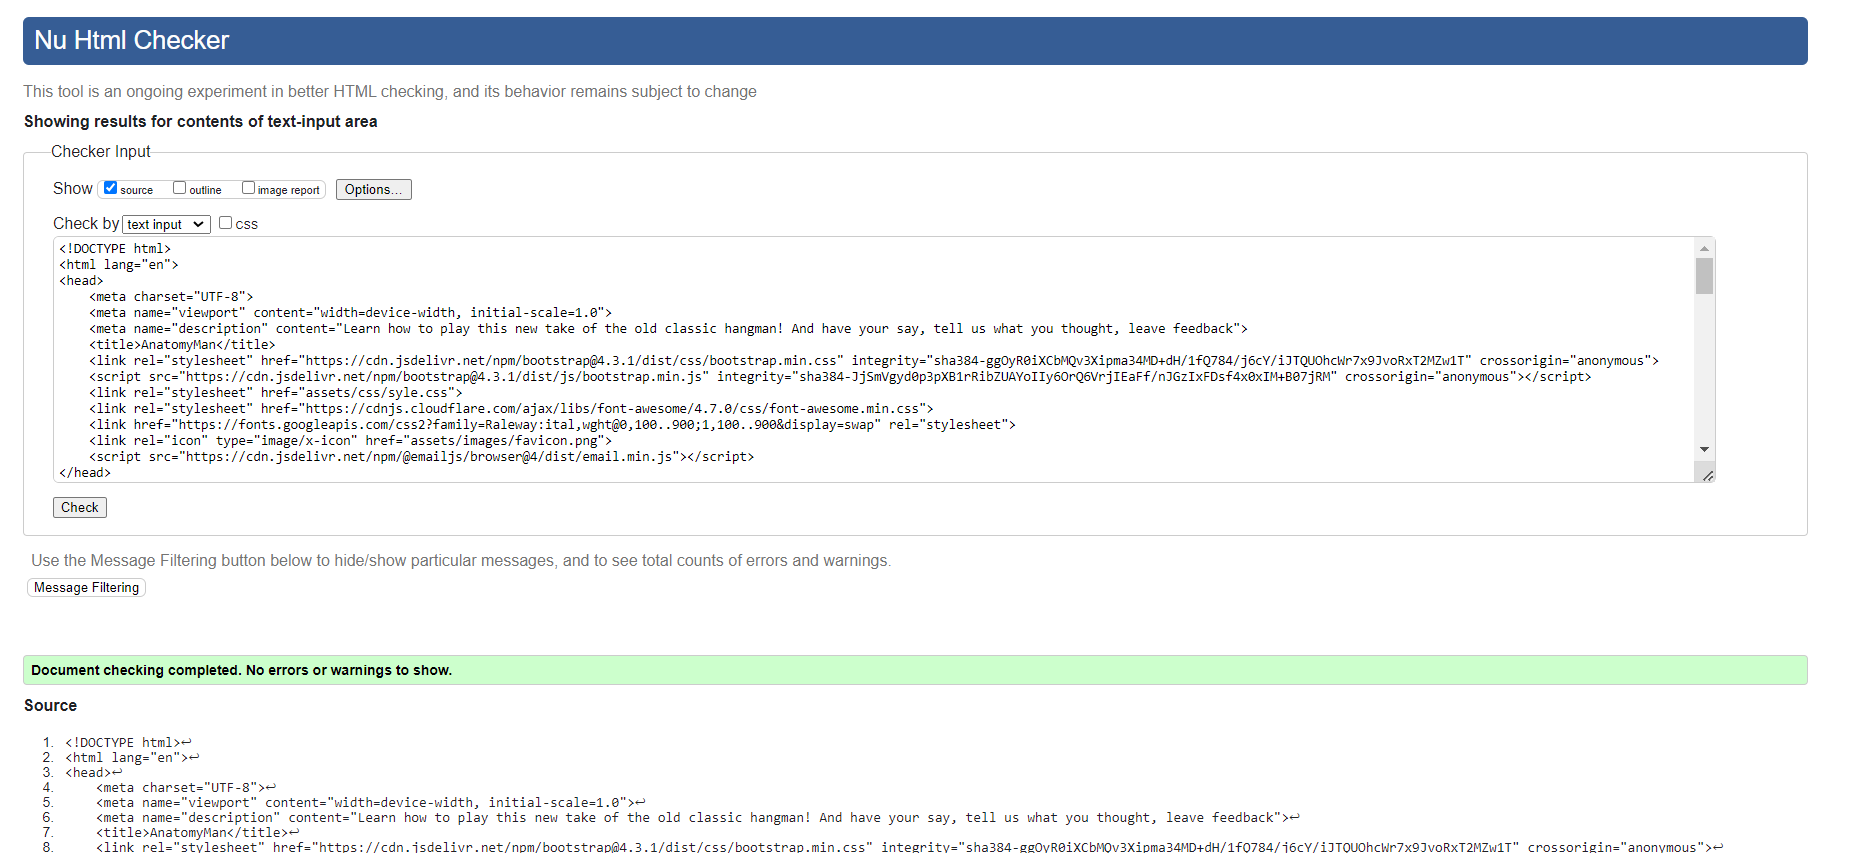 Nu Html Checker
This tool is an ongoing experiment in better HTML checking, and its behavior remains subject to change
Showing results for contents of text-input area
Checker Input
Show source outline image report Options...
Check by text input css
<!DOCTYPE html>
<html lang="en">
<head>
    <meta charset="UTF-8">
    <meta name="viewport" content="width=device-width, initial-scale=1.0">
    <meta name="description" content="Learn how to play this new take of the old classic hangman! And have your say, tell us what you thought, leave feedback">
    <title>AnatomyMan</title>
    <link rel="stylesheet" href="https://cdn.jsdelivr.net/npm/bootstrap@4.3.1/dist/css/bootstrap.min.css" integrity="sha384-ggOyR0iXCbMQv3Xipma34MD+dH/1fQ784/j6cY/iJTQUOhcWr7x9JvoRxT2MZw1T" crossorigin="anonymous">
    <script src="https://cdn.jsdelivr.net/npm/bootstrap@4.3.1/dist/js/bootstrap.min.js" integrity="sha384-JjSmVgyd0p3pXB1rRibZUAYoIIy6OrQ6VrjIEaFf/nJGzIxFDsf4x0xIM+B07jRM" crossorigin="anonymous"></script>
    <link rel="stylesheet" href="assets/css/syle.css">
    <link rel="stylesheet" href="https://cdnjs.cloudflare.com/ajax/libs/font-awesome/4.7.0/css/font-awesome.min.css">
    <link href="https://fonts.googleapis.com/css2?family=Raleway:ital,wght@0,100..900;1,100..900&display=swap" rel="stylesheet">
    <link rel="icon" type="image/x-icon" href="assets/images/favicon.png">
    <script src="https://cdn.jsdelivr.net/npm/@emailjs/browser@4/dist/email.min.js"></script>
</head>
Check
Use the Message Filtering button below to hide/show particular messages, and to see total counts of errors and warnings.
Message Filtering
Document checking completed. No errors or warnings to show.
Source
1. <!DOCTYPE html>↩
2. <html lang="en">↩
3. <head>↩
4.     <meta charset="UTF-8">↩
5.     <meta name="viewport" content="width=device-width, initial-scale=1.0">↩
6.     <meta name="description" content="Learn how to play this new take of the old classic hangman! And have your say, tell us what you thought, leave feedback">↩
7.     <title>AnatomyMan</title>↩
8.     <link rel="stylesheet" href="https://cdn.jsdelivr.net/npm/bootstrap@4.3.1/dist/css/bootstrap.min.css" integrity="sha384-ggOyR0iXCbMQv3Xipma34MD+dH/1fQ784/j6cY/iJTQUOhcWr7x9JvoRxT2MZw1T" crossorigin="anonymous">↩